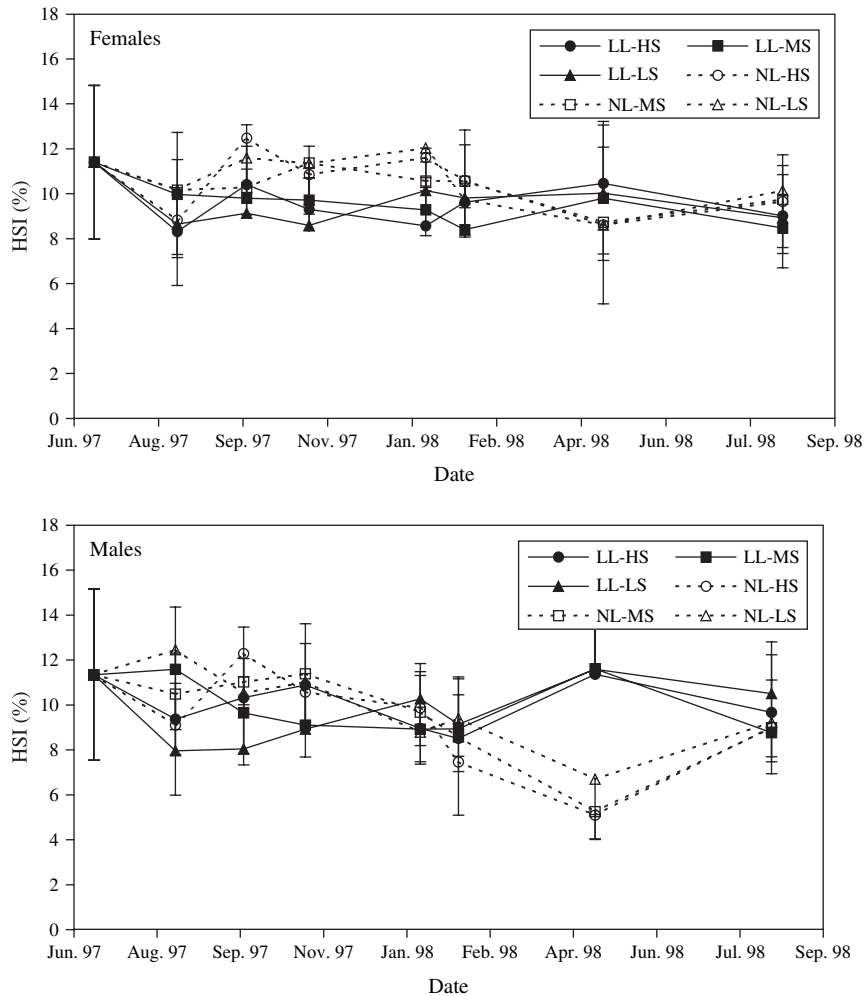 Females
LL-HS LL-MS
LL-LS NL-HS
NL-MS NL-LS
18
16
14
12
10
8
6
4
2
0
HSI (%)
Jun. 97 Aug. 97 Sep. 97 Nov. 97 Jan. 98 Feb. 98 Apr. 98 Jun. 98 Jul. 98 Sep. 98
Date
Males
LL-HS LL-MS
LL-LS NL-HS
NL-MS NL-LS
18
16
14
12
10
8
6
4
2
0
HSI (%)
Jun. 97 Aug. 97 Sep. 97 Nov. 97 Jan. 98 Feb. 98 Apr. 98 Jun. 98 Jul. 98 Sep. 98
Date